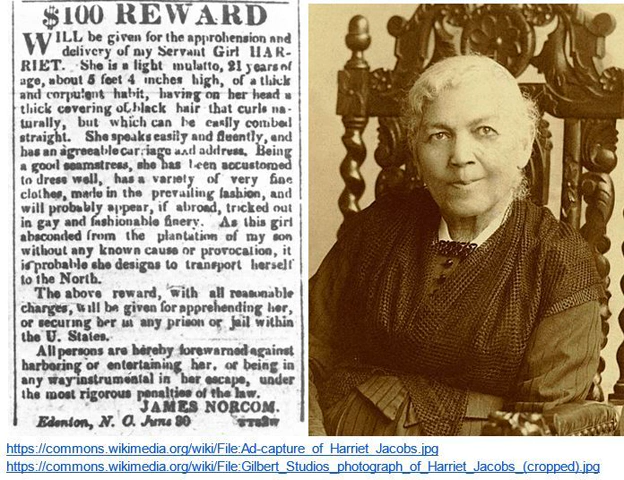 $100 REWARD
WILL be given for the approhension and
delivery of my Servant Girl HAR-
RIET. She is a light mulatto, 21 years of
age, about 5 feet 4 inches high, of a thick
and corpulent habit, having on her head a
thick covering of black hair that curls na-
turally, but which can be easily combed
straight. She speaks easily and fluently, and
has an agreeable carriage and address. Being
a good seamstress, she has been accustomed
to dress well, has a variety of very fine
clothes, made in the prevailing fashion, and
will probably appear, if abroad, tricked out
in gay and fashionable finery. As this girl
absconded from the plantation of my son
without any known cause or provocation, it
is probable she designs to transport herself
to the North.
The above reward, with all reasonable
charges, will be given for apprehending her,
or securing her in any prison or jail within
the U. States.
All persons are hereby forewarned against
harboring or entertaining her, or being in
any way instrumental in her escape, under
the most rigorous penalties of the law.
JAMES NORCOM.
Edenton, N. C. June 30
https://commons.wikimedia.org/wiki/File:Ad-capture_of_Harriet_Jacobs.jpg
https://commons.wikimedia.org/wiki/File:Gilbert_Studios_photograph_of_Harriet_Jacobs_(cropped).jpg